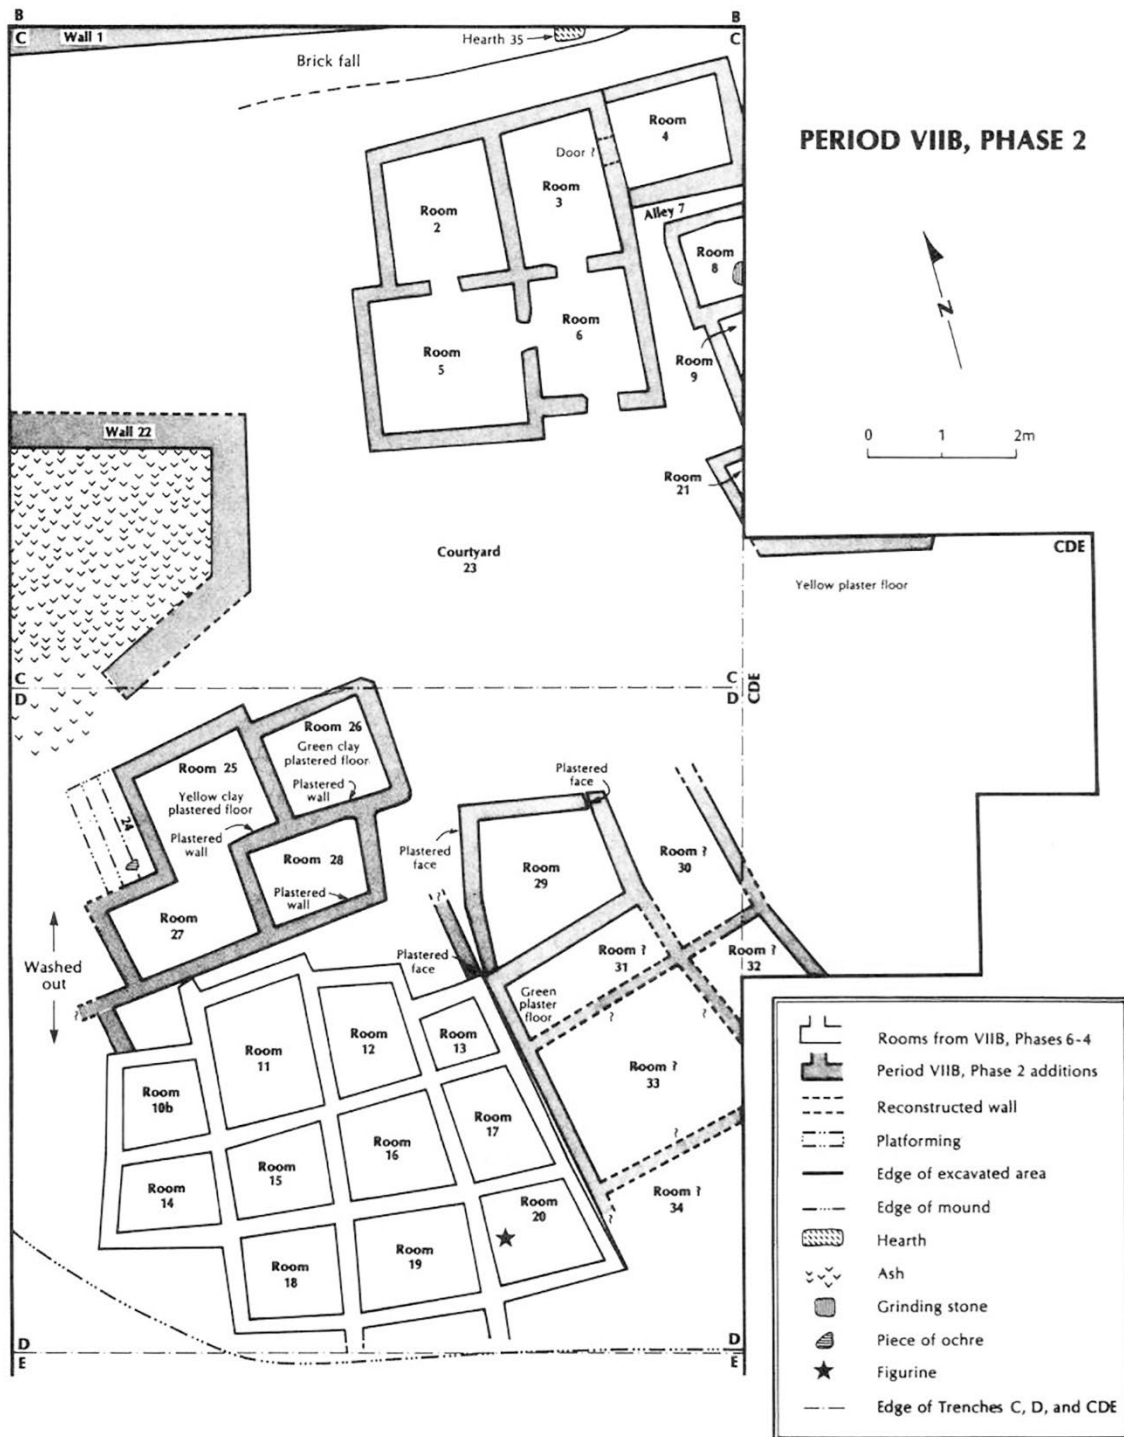 B
B
C
Wall 1
Hearth 35
C
Brick fall
Room
4
PERIOD VIIB, PHASE 2
Door ?
Room
3
Room
2
Alley 7
Room
8
N
Room
6
Room
5
Room
9
0 1 2m
Wall 22
Room
21
Courtyard
23
CDE
Yellow plaster floor
C
D
C
D
CDE
Room 26
Green clay
plastered floor
Plastered
wall
Room 25
Yellow clay
plastered floor
Plastered
wall
24
Plastered
face
Room 28
Plastered
wall
Plastered
face
Room
29
Room ?
30
Room
27
?
Washed
out
Plastered
face
Room ?
31
Room ?
32
Green
plaster
floor
?
?
?
Room
11
Room
12
Room
13
Room ?
33
Room
10b
Room
17
Room
16
?
Room
15
Room
14
Room
20
Room ?
34
?
Room
19
Room
18
D
E
D
E
Rooms from VIIB, Phases 6-4
Period VIIB, Phase 2 additions
Reconstructed wall
Platforming
Edge of excavated area
Edge of mound
Hearth
Ash
Grinding stone
Piece of ochre
Figurine
Edge of Trenches C, D, and CDE